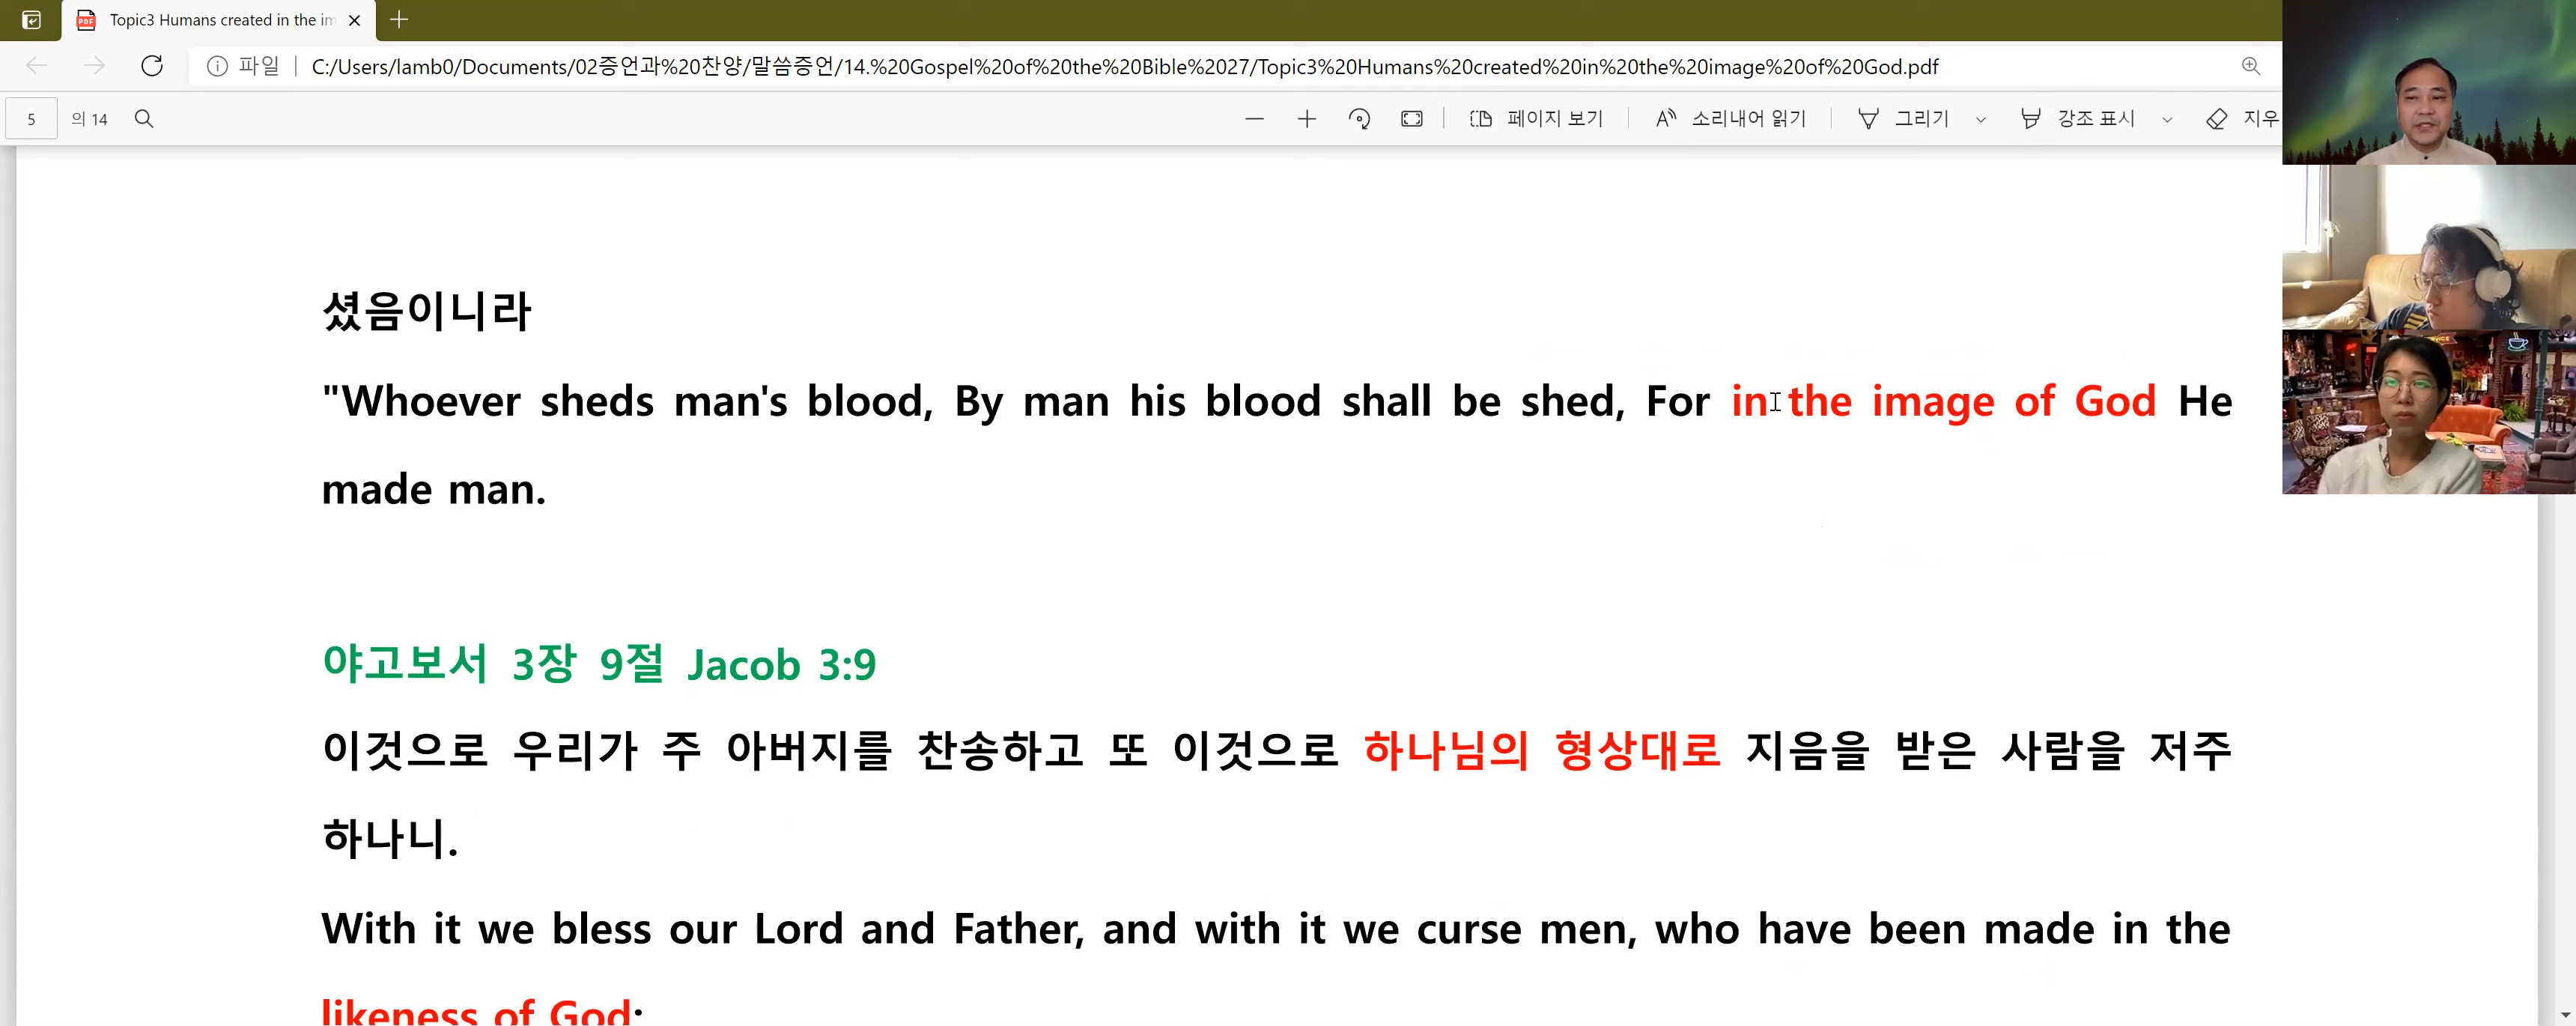 Topic3 Humans created in the im
파일
C:/Users/lamb0/Documents/02증언과%20찬양/말씀증언/14.%20Gospel%20of%20the%20Bible%2027/Topic3%20Humans%20created%20in%20the%20image%20of%20God.pdf
5 의 14 페이지 보기 소리내어 읽기 그리기 강조 표시 지우
셨음이니라
"Whoever sheds man's blood, By man his blood shall be shed, For in the image of God He
made man.
야고보서 3장 9절 Jacob 3:9
이것으로 우리가 주 아버지를 찬송하고 또 이것으로 하나님의 형상대로 지음을 받은 사람을 저주
하나니.
With it we bless our Lord and Father, and with it we curse men, who have been made in the
likeness of God;